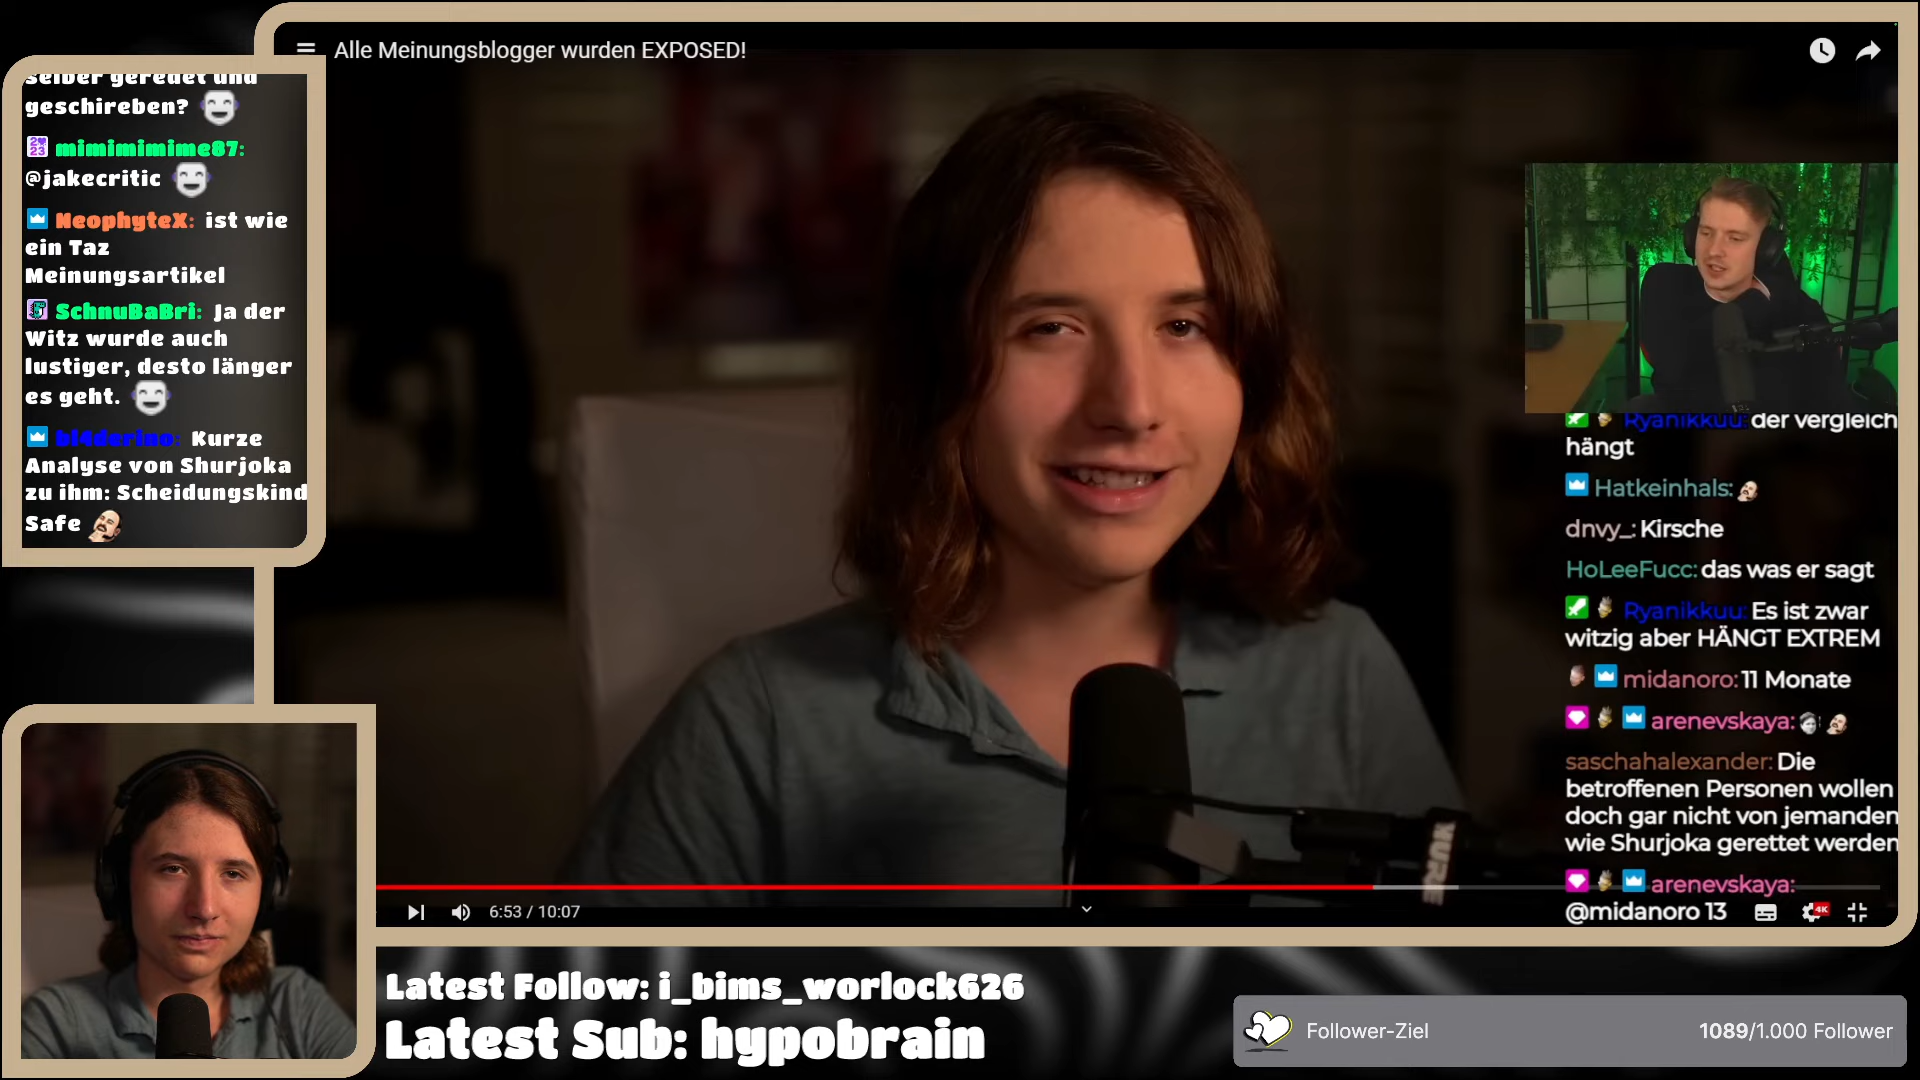 Alle Meinungsblogger wurden EXPOSED!
selber geredet und
geschireben?
mimimimime87:
@jakecritic
NeophyteX: ist wie
ein Taz
Meinungsartikel
SchnuBaBri: Ja der
Witz wurde auch
lustiger, desto länger
es geht.
bl4derino: Kurze
Analyse von Shurjoka
zu ihm: Scheidungskind
Safe
Ryanikkuu: der vergleich
hängt
Hatkeinhals:
dnvy_: Kirsche
HoLeeFucc: das was er sagt
Ryanikkuu: Es ist zwar
witzig aber HÄNGT EXTREM
midanoro: 11 Monate
arenevskaya:
saschahalexander: Die
betroffenen Personen wollen
doch gar nicht von jemanden
wie Shurjoka gerettet werden
arenevskaya:
@midanoro 13
6:53 / 10:07
4K
Latest Follow: i_bims_worlock626
Latest Sub: hypobrain
Follower-Ziel
1089/1.000 Follower